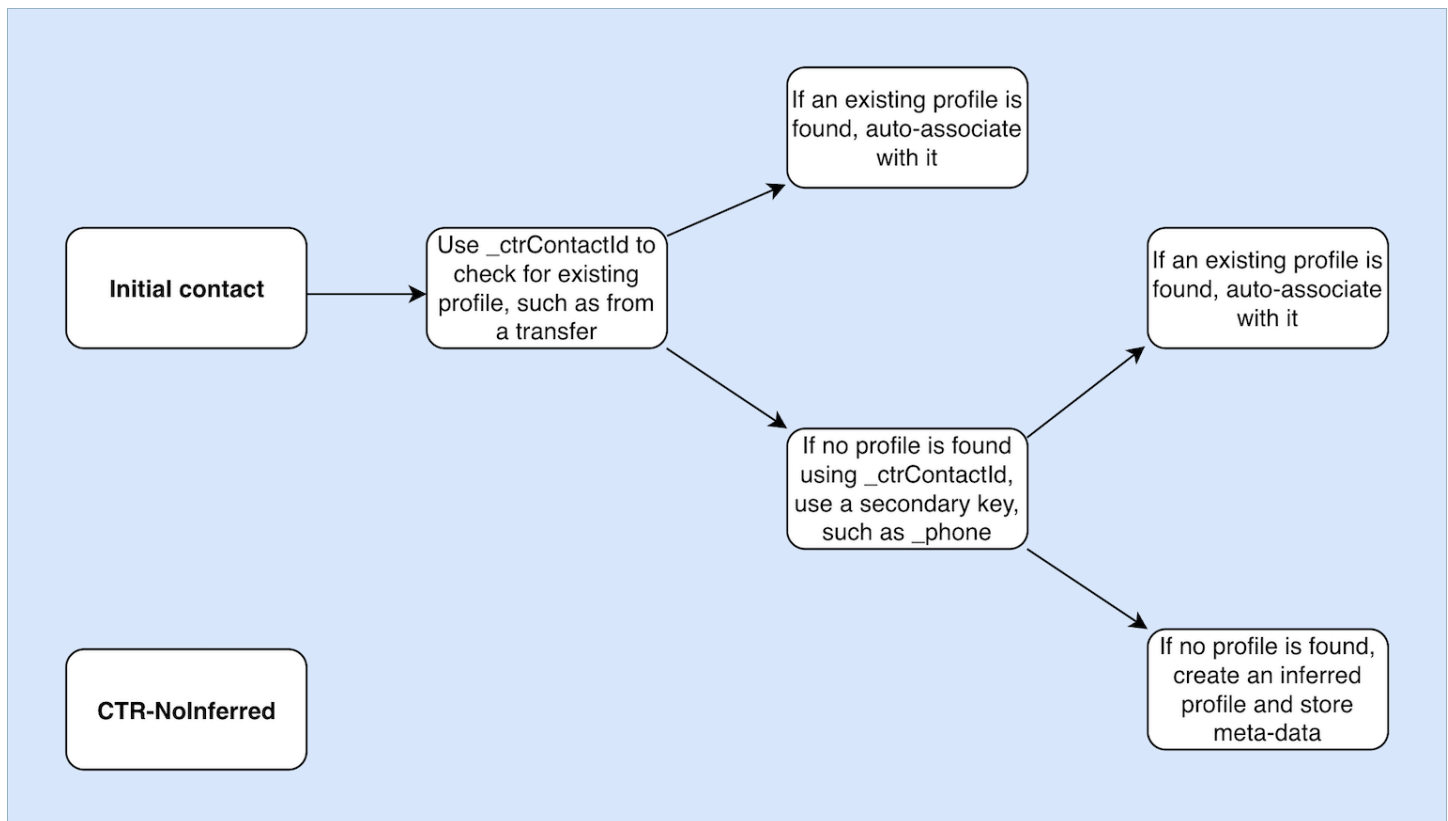 If an existing profile is
found, auto-associate
with it
Initial contact
Use _ctrContactId to
check for existing
profile, such as from
a transfer
If an existing profile is
found, auto-associate
with it
If no profile is found
using _ctrContactId,
use a secondary key,
such as _phone
CTR-NoInferred
If no profile is found,
create an inferred
profile and store
meta-data